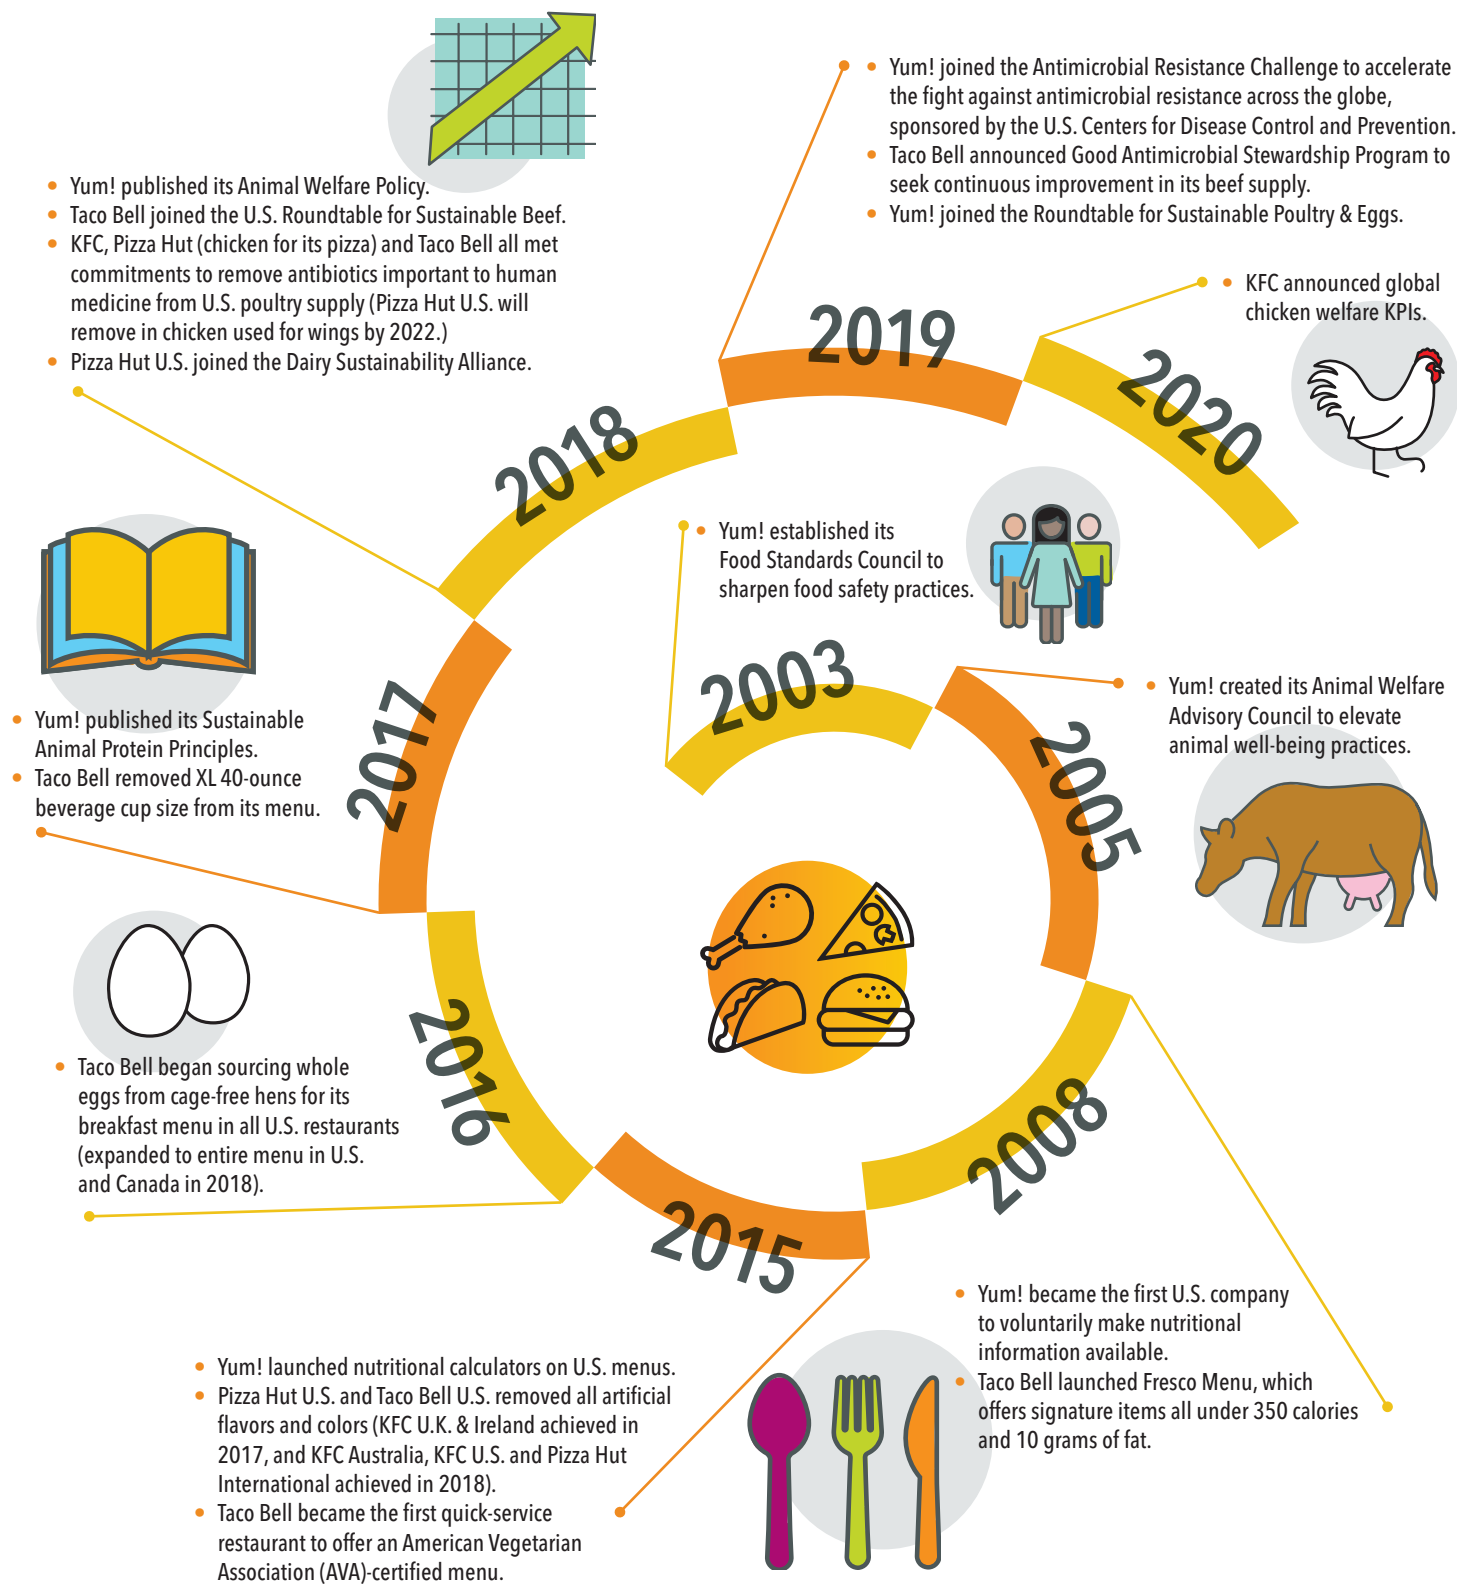 Yum! published its Animal Welfare Policy.
Taco Bell joined the U.S. Roundtable for Sustainable Beef.
KFC, Pizza Hut (chicken for its pizza) and Taco Bell all met
commitments to remove antibiotics important to human
medicine from U.S. poultry supply (Pizza Hut U.S. will
remove in chicken used for wings by 2022.)
Pizza Hut U.S. joined the Dairy Sustainability Alliance.
Yum! joined the Antimicrobial Resistance Challenge to accelerate
the fight against antimicrobial resistance across the globe,
sponsored by the U.S. Centers for Disease Control and Prevention.
Taco Bell announced Good Antimicrobial Stewardship Program to
seek continuous improvement in its beef supply.
Yum! joined the Roundtable for Sustainable Poultry & Eggs.
KFC announced global
chicken welfare KPIs.
2019
2020
2018
Yum! established its
Food Standards Council to
sharpen food safety practices.
2003
Yum! created its Animal Welfare
Advisory Council to elevate
animal well-being practices.
2005
2017
Yum! published its Sustainable
Animal Protein Principles.
Taco Bell removed XL 40-ounce
beverage cup size from its menu.
2016
Taco Bell began sourcing whole
eggs from cage-free hens for its
breakfast menu in all U.S. restaurants
(expanded to entire menu in U.S.
and Canada in 2018).
2008
2015
Yum! became the first U.S. company
to voluntarily make nutritional
information available.
Taco Bell launched Fresco Menu, which
offers signature items all under 350 calories
and 10 grams of fat.
Yum! launched nutritional calculators on U.S. menus.
Pizza Hut U.S. and Taco Bell U.S. removed all artificial
flavors and colors (KFC U.K. & Ireland achieved in
2017, and KFC Australia, KFC U.S. and Pizza Hut
International achieved in 2018).
Taco Bell became the first quick-service
restaurant to offer an American Vegetarian
Association (AVA)-certified menu.